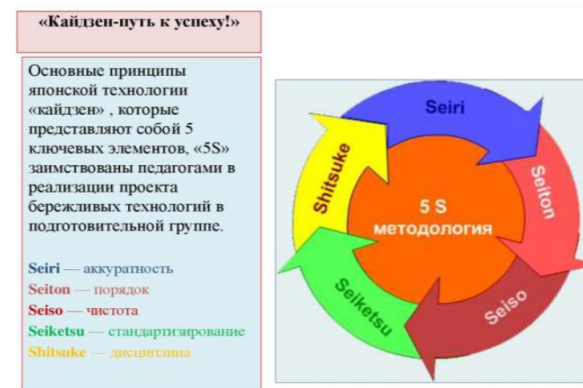 «Кайдзен-путь к успеху!»
Основные принципы
японской технологии
«кайдзен» , которые
представляют собой 5
ключевых элементов, «5S»
заимствованы педагогами в
реализации проекта
бережливых технологий в
подготовительной группе.
Seiri — аккуратность
Seiton — порядок
Seiso — чистота
Seiketsu — стандартизирование
Shitsuke — дисциплина
Seiri
Seiton
Seiso
Seiketsu
Shitsuke
5 S
методология